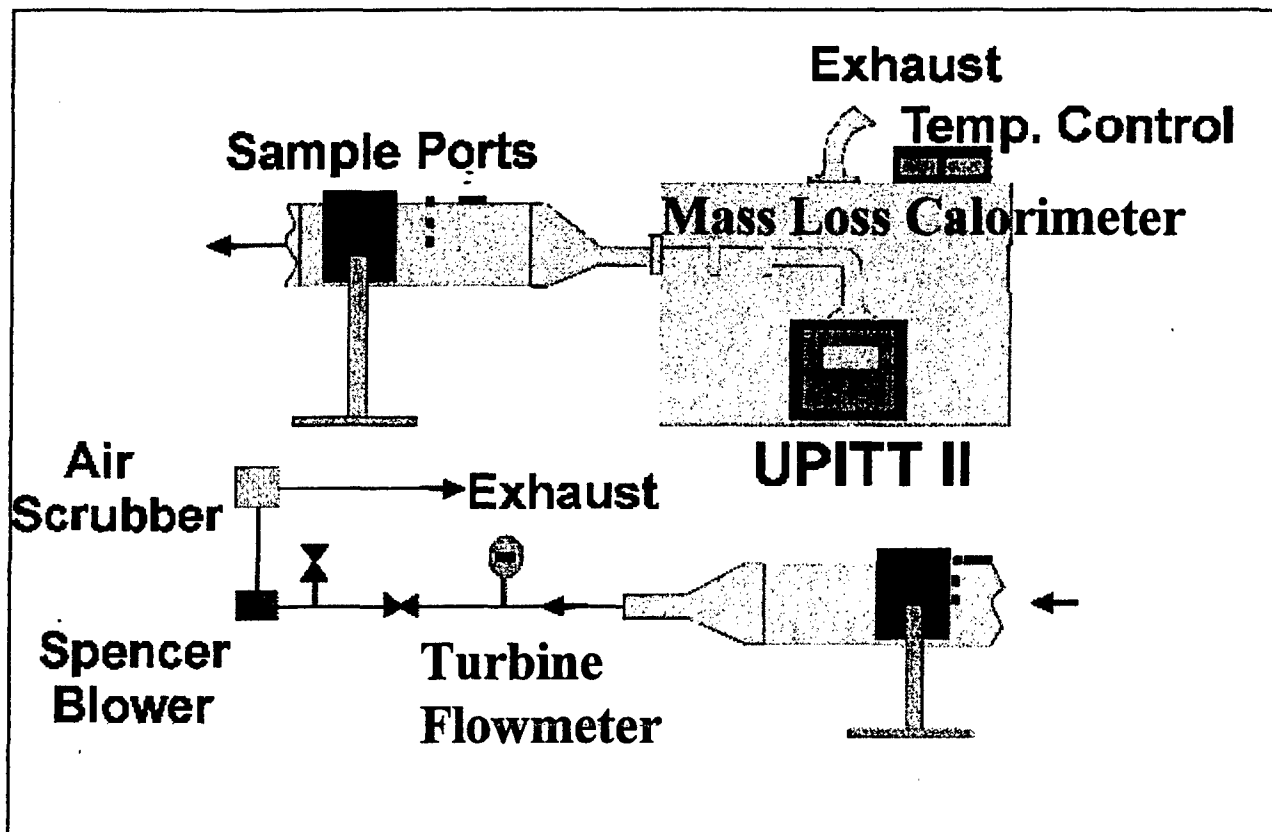 Exhaust
Temp. Control
Sample Ports
Mass Loss Calorimeter
UPITT II
Air
Scrubber
Exhaust
Spencer
Blower
Turbine
Flowmeter